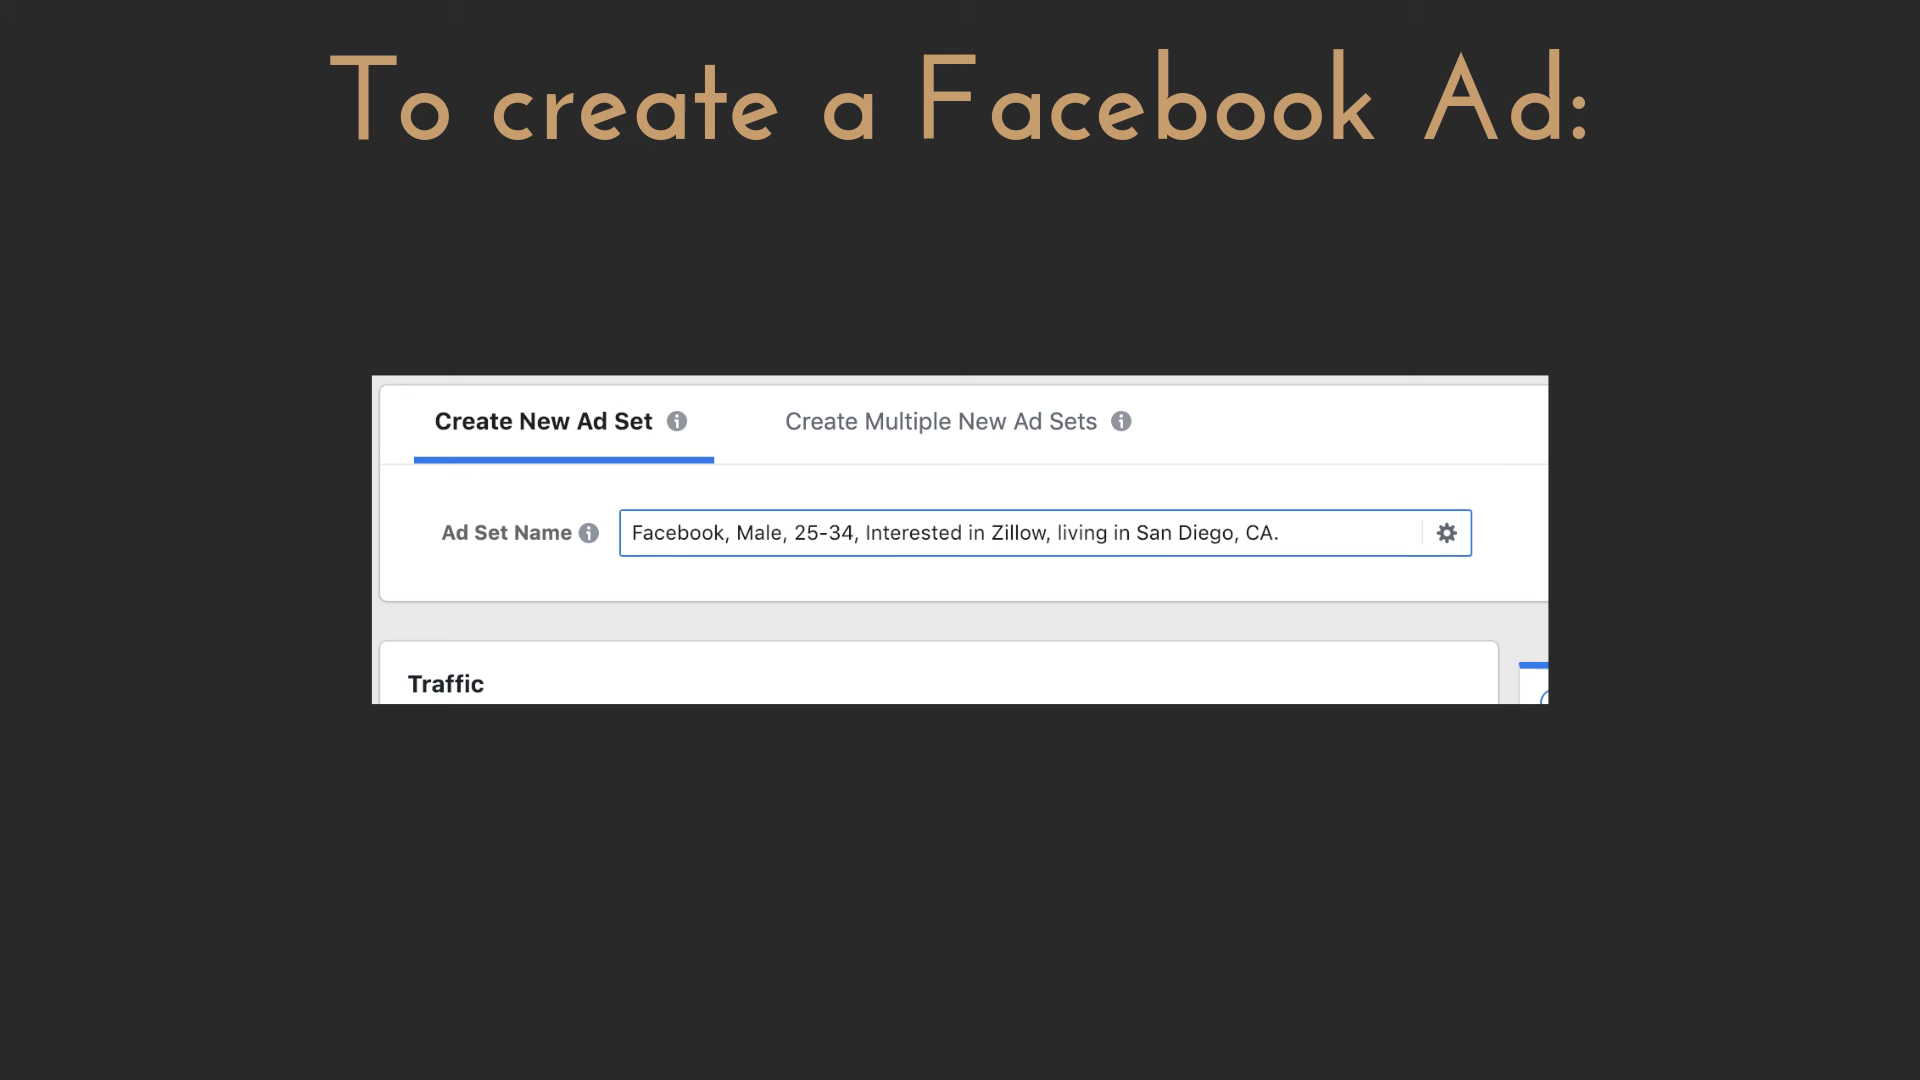 To create a Facebook Ad:
Create New Ad Set
Create Multiple New Ad Sets
Ad Set Name
Facebook, Male, 25-34, Interested in Zillow, living in San Diego, CA.
Traffic